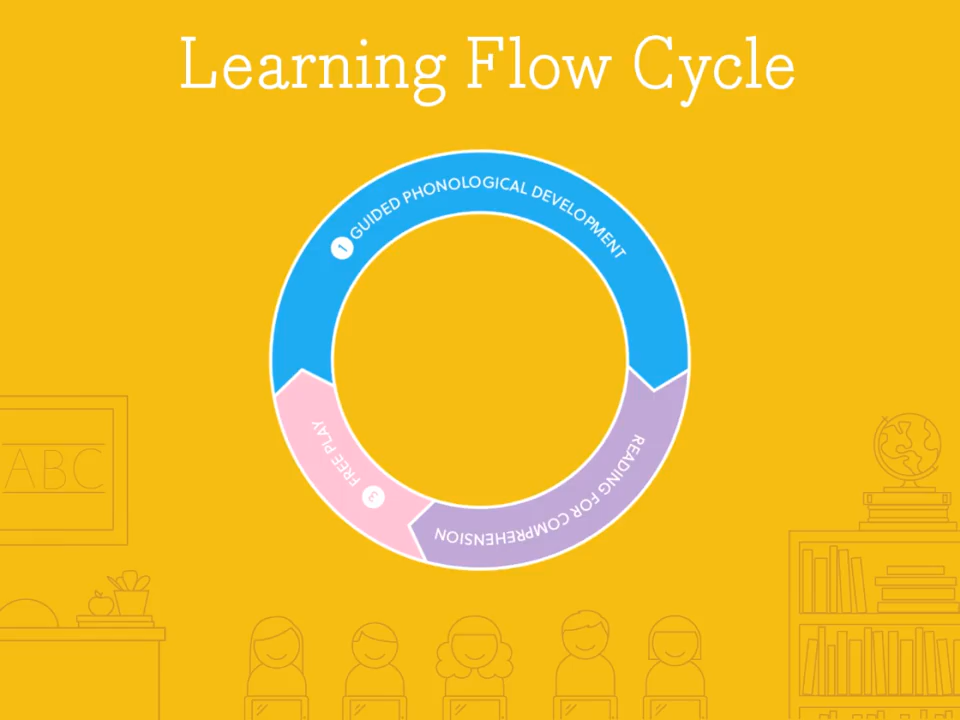 Learning Flow Cycle
1 GUIDED PHONOLOGICAL DEVELOPMENT
READING FOR COMPREHENSION
3 FREE PLAY
ABC